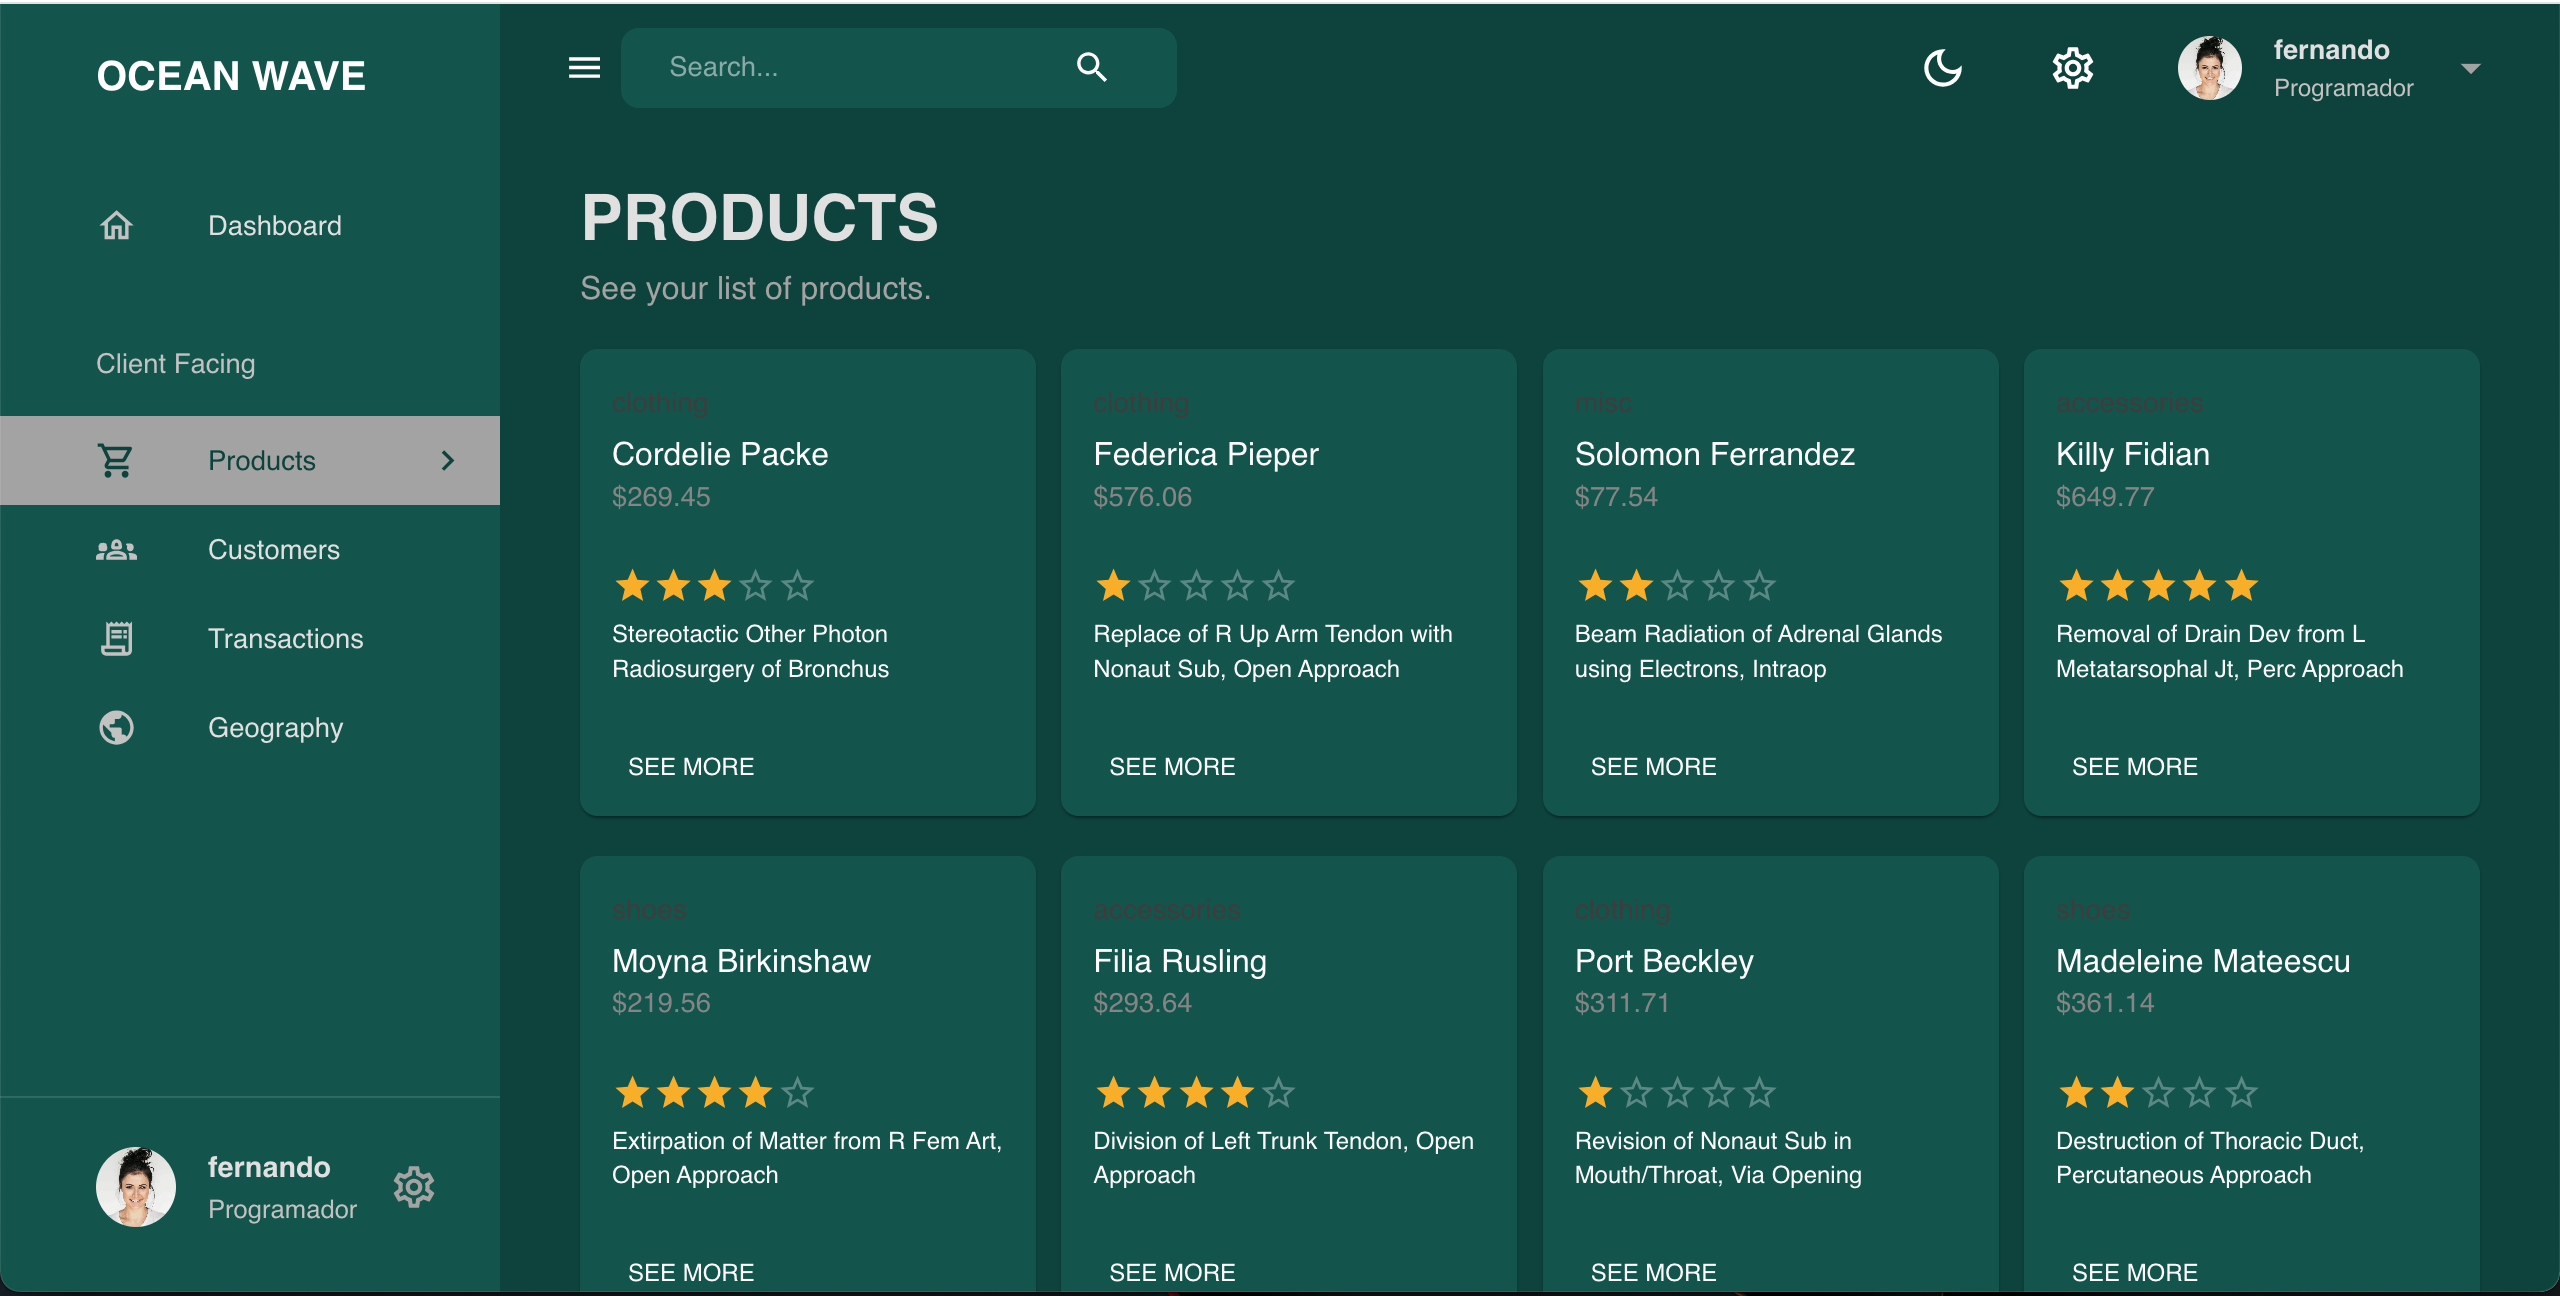 OCEAN WAVE
Dashboard
Client Facing
Products
Customers
Transactions
Geography
fernando
Programador
Search...
fernando
Programador
PRODUCTS
See your list of products.
clothing
Cordelie Packe
$269.45
Stereotactic Other Photon
Radiosurgery of Bronchus
SEE MORE
clothing
Federica Pieper
$576.06
Replace of R Up Arm Tendon with
Nonaut Sub, Open Approach
SEE MORE
misc
Solomon Ferrandez
$77.54
Beam Radiation of Adrenal Glands
using Electrons, Intraop
SEE MORE
accessories
Killy Fidian
$649.77
Removal of Drain Dev from L
Metatarsophal Jt, Perc Approach
SEE MORE
shoes
Moyna Birkinshaw
$219.56
Extirpation of Matter from R Fem Art,
Open Approach
SEE MORE
accessories
Filia Rusling
$293.64
Division of Left Trunk Tendon, Open
Approach
SEE MORE
clothing
Port Beckley
$311.71
Revision of Nonaut Sub in
Mouth/Throat, Via Opening
SEE MORE
shoes
Madeleine Mateescu
$361.14
Destruction of Thoracic Duct,
Percutaneous Approach
SEE MORE